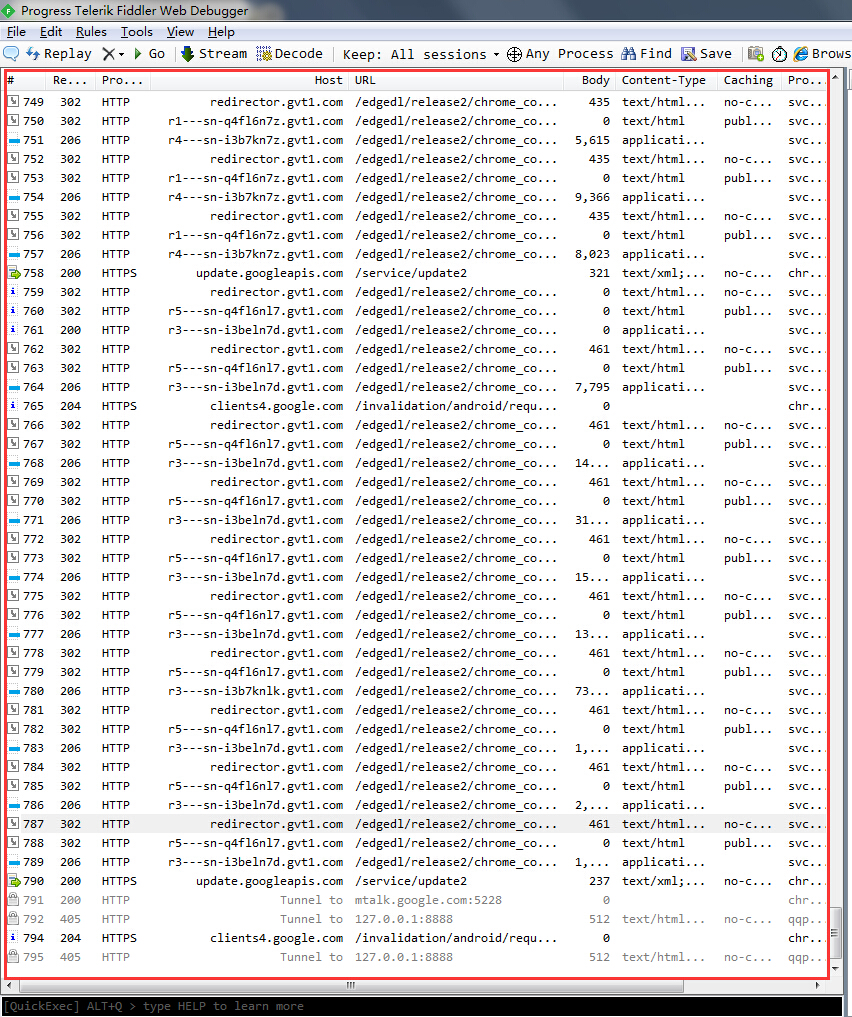 Progress Telerik Fiddler Web Debugger
File Edit Rules Tools View Help
Replay X Go Stream Decode Keep: All sessions Any Process Find Save Brows
# Re... Pro... Host URL Body Content-Type Caching Pro...
749 302 HTTP redirector.gvt1.com /edgedl/release2/chrome_co... 435 text/html... no-c... svc...
750 302 HTTP r1---sn-q4fl6n7z.gvt1.com /edgedl/release2/chrome_co... 0 text/html publ... svc...
751 206 HTTP r4---sn-i3b7kn7z.gvt1.com /edgedl/release2/chrome_co... 5,615 applicati... svc...
752 302 HTTP redirector.gvt1.com /edgedl/release2/chrome_co... 435 text/html... no-c... svc...
753 302 HTTP r1---sn-q4fl6n7z.gvt1.com /edgedl/release2/chrome_co... 0 text/html publ... svc...
754 206 HTTP r4---sn-i3b7kn7z.gvt1.com /edgedl/release2/chrome_co... 9,366 applicati... svc...
755 302 HTTP redirector.gvt1.com /edgedl/release2/chrome_co... 435 text/html... no-c... svc...
756 302 HTTP r1---sn-q4fl6n7z.gvt1.com /edgedl/release2/chrome_co... 0 text/html publ... svc...
757 206 HTTP r4---sn-i3b7kn7z.gvt1.com /edgedl/release2/chrome_co... 8,023 applicati... svc...
758 200 HTTPS update.googleapis.com /service/update2 321 text/xml;... no-c... chr...
759 302 HTTP redirector.gvt1.com /edgedl/release2/chrome_co... 0 text/html... no-c... svc...
760 302 HTTP r5---sn-q4fl6nl7.gvt1.com /edgedl/release2/chrome_co... 0 text/html publ... svc...
761 200 HTTP r3---sn-i3beln7d.gvt1.com /edgedl/release2/chrome_co... 0 applicati... svc...
762 302 HTTP redirector.gvt1.com /edgedl/release2/chrome_co... 461 text/html... no-c... svc...
763 302 HTTP r5---sn-q4fl6nl7.gvt1.com /edgedl/release2/chrome_co... 0 text/html publ... svc...
764 206 HTTP r3---sn-i3beln7d.gvt1.com /edgedl/release2/chrome_co... 7,795 applicati... svc...
765 204 HTTPS clients4.google.com /invalidation/android/requ... 0 chr...
766 302 HTTP redirector.gvt1.com /edgedl/release2/chrome_co... 461 text/html... no-c... svc...
767 302 HTTP r5---sn-q4fl6nl7.gvt1.com /edgedl/release2/chrome_co... 0 text/html publ... svc...
768 206 HTTP r3---sn-i3beln7d.gvt1.com /edgedl/release2/chrome_co... 14... applicati... svc...
769 302 HTTP redirector.gvt1.com /edgedl/release2/chrome_co... 461 text/html... no-c... svc...
770 302 HTTP r5---sn-q4fl6nl7.gvt1.com /edgedl/release2/chrome_co... 0 text/html publ... svc...
771 206 HTTP r3---sn-i3beln7d.gvt1.com /edgedl/release2/chrome_co... 31... applicati... svc...
772 302 HTTP redirector.gvt1.com /edgedl/release2/chrome_co... 461 text/html... no-c... svc...
773 302 HTTP r5---sn-q4fl6nl7.gvt1.com /edgedl/release2/chrome_co... 0 text/html publ... svc...
774 206 HTTP r3---sn-i3beln7d.gvt1.com /edgedl/release2/chrome_co... 15... applicati... svc...
775 302 HTTP redirector.gvt1.com /edgedl/release2/chrome_co... 461 text/html... no-c... svc...
776 302 HTTP r5---sn-q4fl6nl7.gvt1.com /edgedl/release2/chrome_co... 0 text/html publ... svc...
777 206 HTTP r3---sn-i3beln7d.gvt1.com /edgedl/release2/chrome_co... 13... applicati... svc...
778 302 HTTP redirector.gvt1.com /edgedl/release2/chrome_co... 461 text/html... no-c... svc...
779 302 HTTP r5---sn-q4fl6nl7.gvt1.com /edgedl/release2/chrome_co... 0 text/html publ... svc...
780 206 HTTP r3---sn-i3b7knlk.gvt1.com /edgedl/release2/chrome_co... 73... applicati... svc...
781 302 HTTP redirector.gvt1.com /edgedl/release2/chrome_co... 461 text/html... no-c... svc...
782 302 HTTP r5---sn-q4fl6nl7.gvt1.com /edgedl/release2/chrome_co... 0 text/html publ... svc...
783 206 HTTP r3---sn-i3beln7d.gvt1.com /edgedl/release2/chrome_co... 1,... applicati... svc...
784 302 HTTP redirector.gvt1.com /edgedl/release2/chrome_co... 461 text/html... no-c... svc...
785 302 HTTP r5---sn-q4fl6nl7.gvt1.com /edgedl/release2/chrome_co... 0 text/html publ... svc...
786 206 HTTP r3---sn-i3beln7d.gvt1.com /edgedl/release2/chrome_co... 2,... applicati... svc...
787 302 HTTP redirector.gvt1.com /edgedl/release2/chrome_co... 461 text/html... no-c... svc...
788 302 HTTP r5---sn-q4fl6nl7.gvt1.com /edgedl/release2/chrome_co... 0 text/html publ... svc...
789 206 HTTP r3---sn-i3beln7d.gvt1.com /edgedl/release2/chrome_co... 1,... applicati... svc...
790 200 HTTPS update.googleapis.com /service/update2 237 text/xml;... no-c... chr...
791 200 HTTP Tunnel to mtalk.google.com:5228 0 chr...
792 405 HTTP Tunnel to 127.0.0.1:8888 512 text/html... no-c... qqp...
794 204 HTTPS clients4.google.com /invalidation/android/requ... 0 chr...
795 405 HTTP Tunnel to 127.0.0.1:8888 512 text/html... no-c... qqp...
[QuickExec] ALT+Q > type HELP to learn more